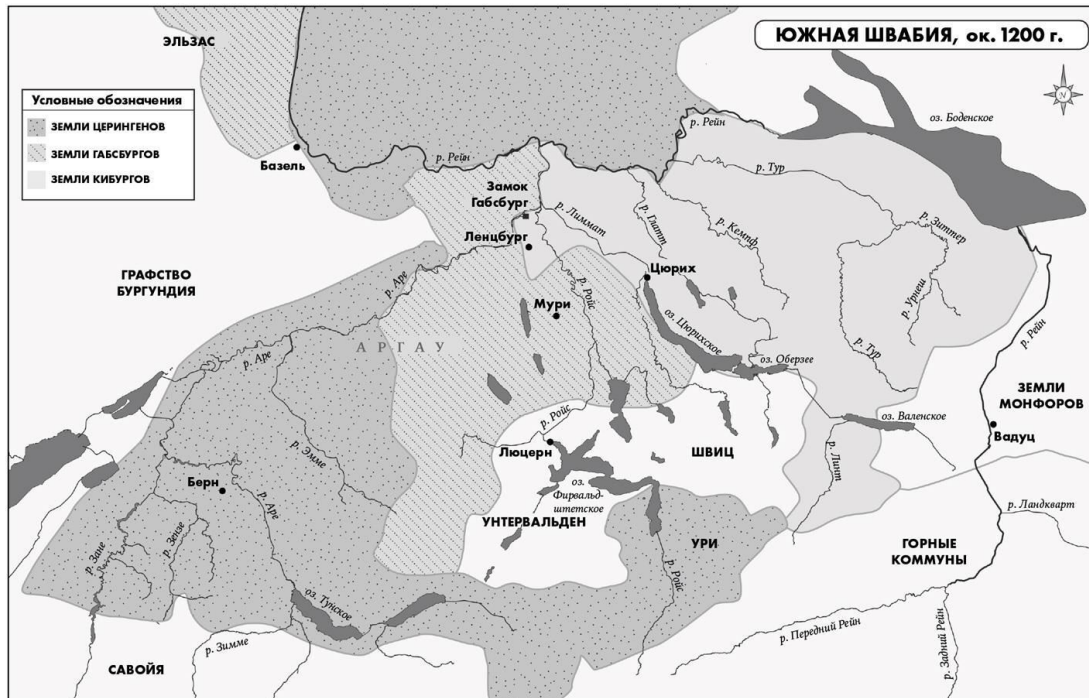 ЮЖНАЯ ШВАБИЯ, ок. 1200 г.
ЭЛЬЗАС
Условные обозначения
ЗЕМЛИ ЦЕРИНГЕНОВ
ЗЕМЛИ ГАБСБУРГОВ
ЗЕМЛИ КИБУРГОВ
N
оз. Боденское
р. Рейн
Базель
р. Рейн
р. Тур
Замок
Габсбург
р. Лиммат
р. Глатт
р. Кемпф
р. Зиттер
Ленцбург
ГРАФСТВО
БУРГУНДИЯ
р. Аре
Цюрих
р. Ройс
Мури
р. Урнеш
р. Рейн
оз. Цюрихское
АРГАУ
р. Аре
р. Тур
оз. Оберзее
ЗЕМЛИ
МОНФОРОВ
р. Ройс
оз. Валенское
Вадуц
Люцерн
ШВИЦ
р. Линт
р. Эмме
Берн
р. Аре
оз.
Фирвальд-
штетское
УНТЕРВАЛЬДЕН
р. Ландкварт
УРИ
ГОРНЫЕ
КОММУНЫ
р. Зане
р. Зензе
р. Ройс
оз. Тунское
р. Передний Рейн
р. Задний Рейн
р. Зимме
САВОЙЯ